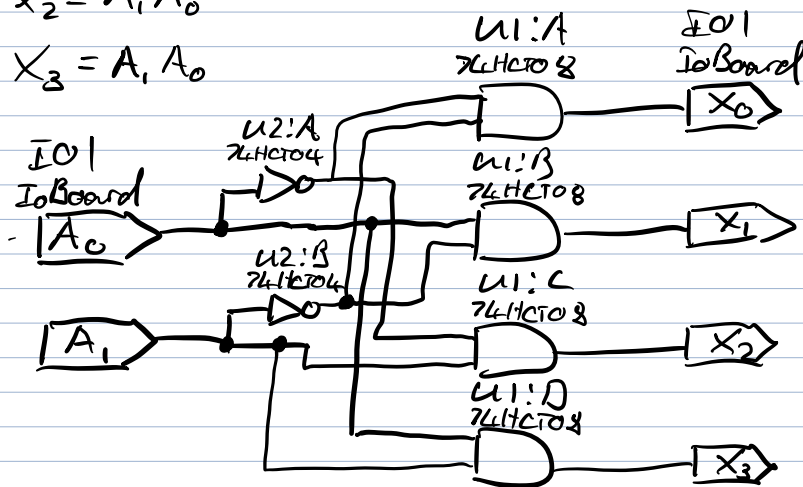 X₂ = A₁ A₀
X₃ = A₁ A₀
U1:A
74HCT08
IO1
IoBoard
X₀
U2:A
74HCT04
IO1
IoBoard
A₀
U1:B
74HCT08
X₁
U2:B
74HCT04
A₁
U1:C
74HCT08
X₂
U1:D
74HCT08
X₃